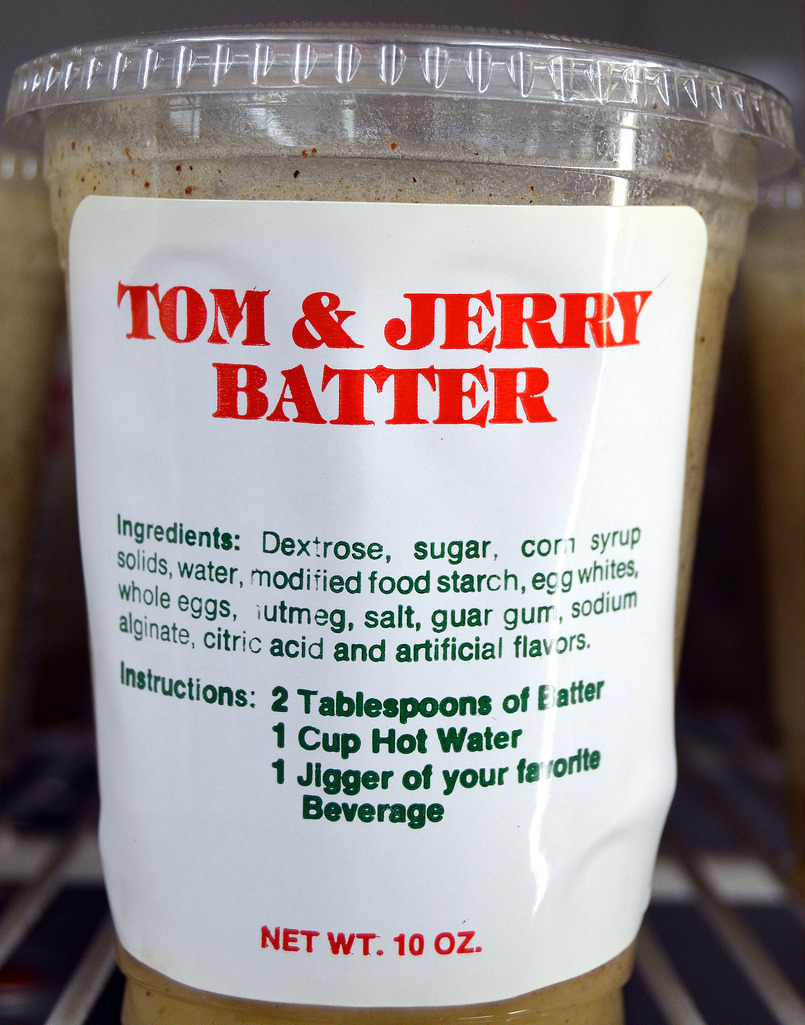 TOM & JERRY
BATTER
Ingredients: Dextrose, sugar, corn syrup
solids, water, modified food starch, egg whites,
whole eggs, nutmeg, salt, guar gum, sodium
alginate, citric acid and artificial flavors.
Instructions: 2 Tablespoons of Batter
1 Cup Hot Water
1 Jigger of your favorite
Beverage
NET WT. 10 OZ.